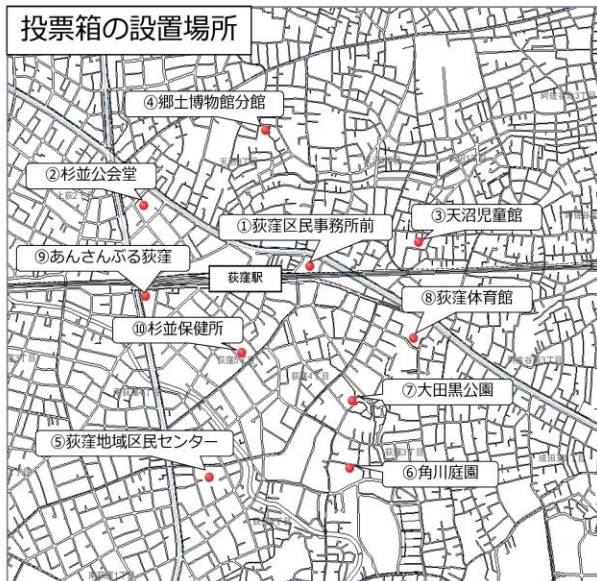 投票箱の設置場所
④郷土博物館分館
②杉並公会堂
①荻窪区民事務所前
③天沼児童館
⑨あんさんぶる荻窪
荻窪駅
⑧荻窪体育館
⑩杉並保健所
⑦大田黒公園
⑤荻窪地域区民センター
⑥角川庭園